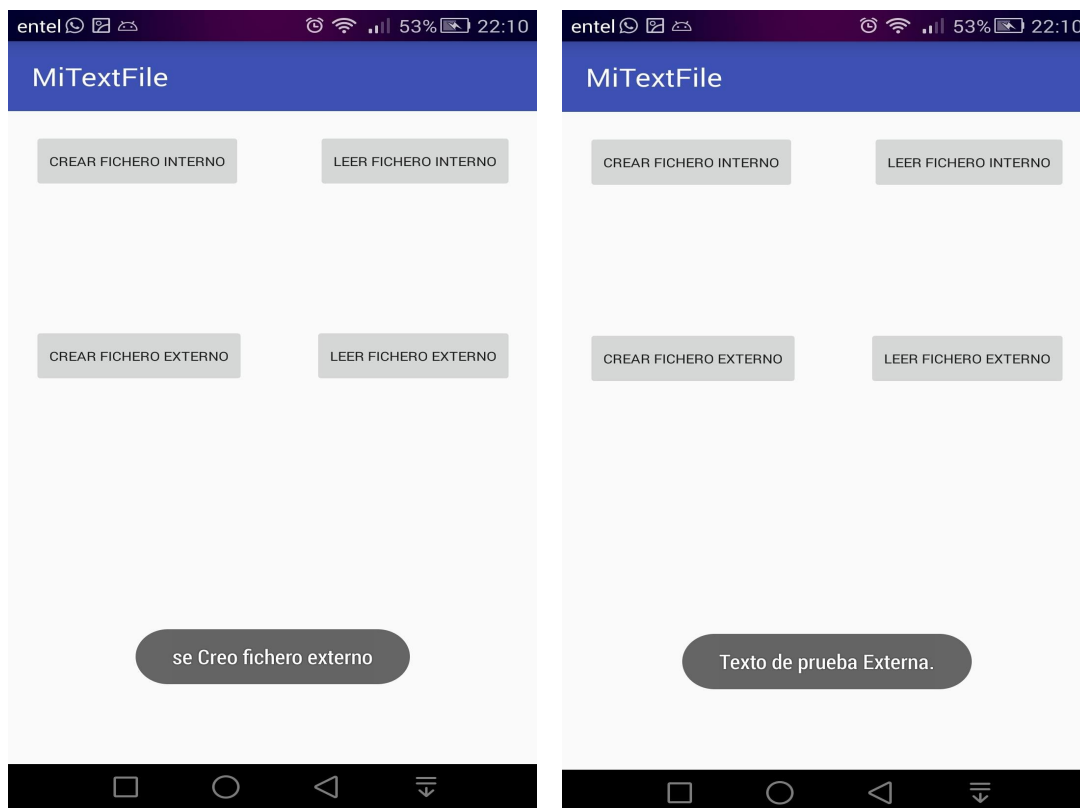 entel 53% 22:10
MiTextFile
CREAR FICHERO INTERNO LEER FICHERO INTERNO
CREAR FICHERO EXTERNO LEER FICHERO EXTERNO
se Creo fichero externo
entel 53% 22:10
MiTextFile
CREAR FICHERO INTERNO LEER FICHERO INTERNO
CREAR FICHERO EXTERNO LEER FICHERO EXTERNO
Texto de prueba Externa.